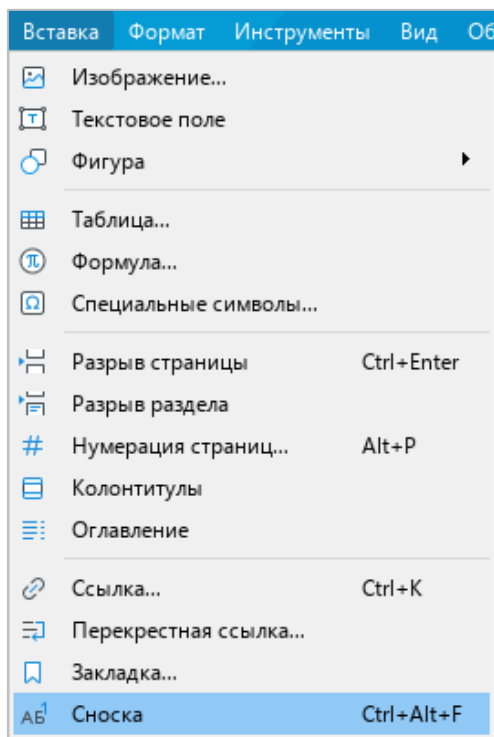 Вставка Формат Инструменты Вид Об
Изображение...
Текстовое поле
Фигура
Таблица...
Формула...
Специальные символы...
Разрыв страницы Ctrl+Enter
Разрыв раздела
Нумерация страниц... Alt+P
Колонтитулы
Оглавление
Ссылка... Ctrl+K
Перекрестная ссылка...
Закладка...
Сноска Ctrl+Alt+F